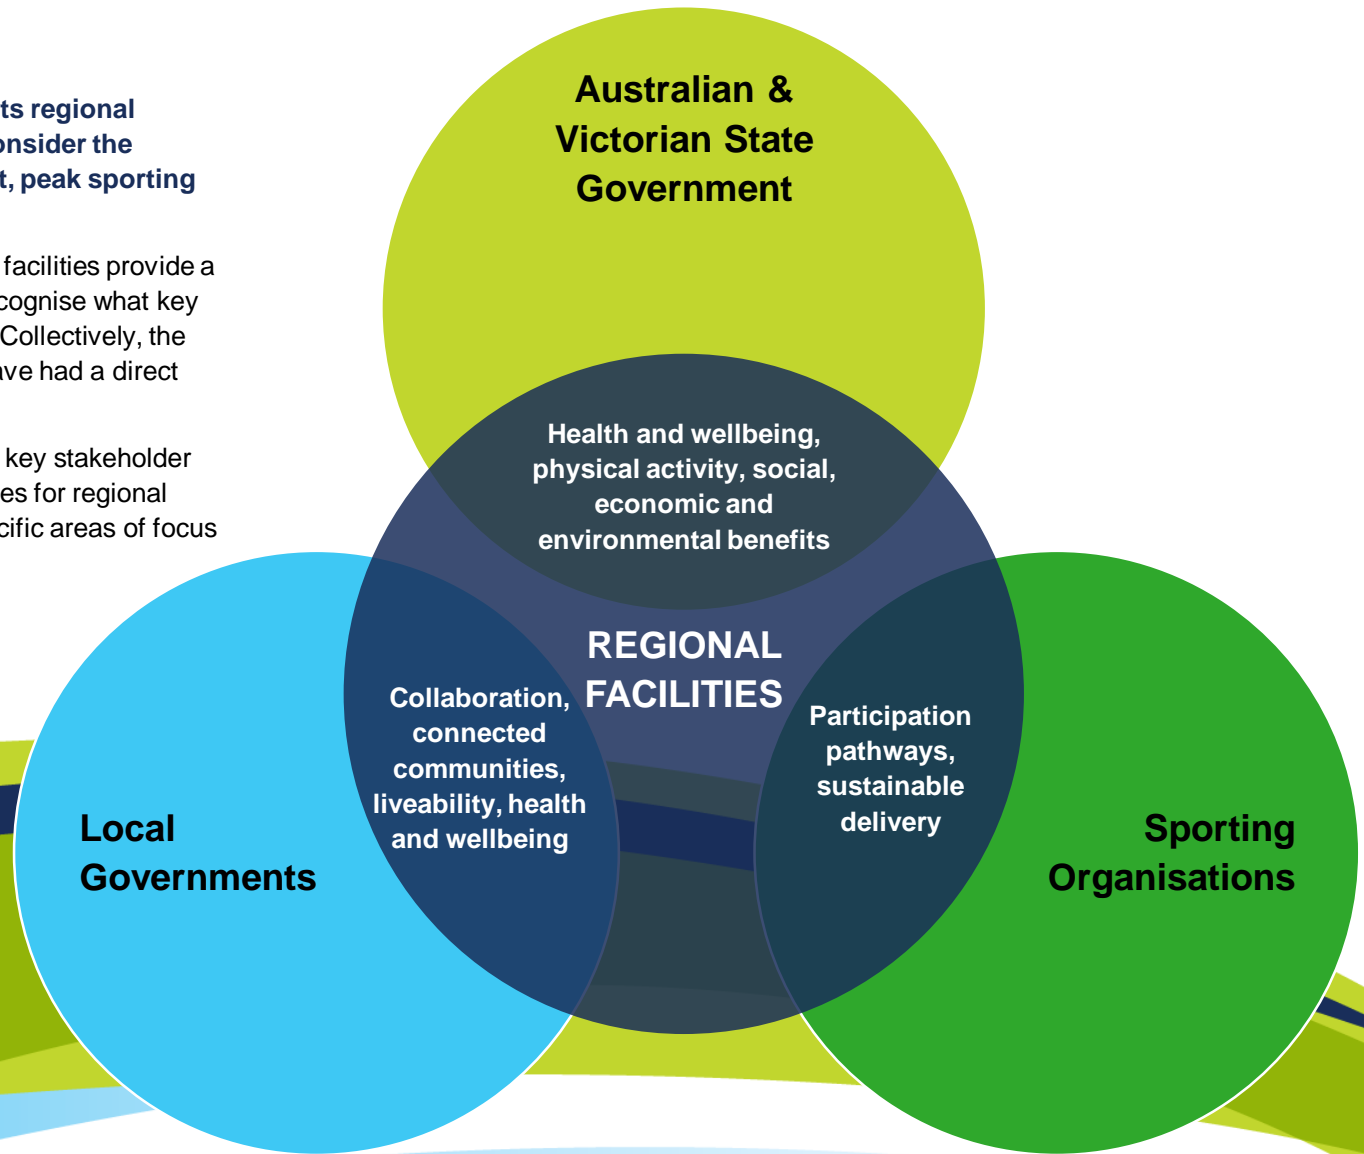 ts regional
onsider the
t, peak sporting
facilities provide a
cognise what key
Collectively, the
ave had a direct
key stakeholder
es for regional
cific areas of focus
Australian &
Victorian State
Government
Health and wellbeing,
physical activity, social,
economic and
environmental benefits
REGIONAL
FACILITIES
Collaboration,
connected
communities,
liveability, health
and wellbeing
Participation
pathways,
sustainable
delivery
Local
Governments
Sporting
Organisations